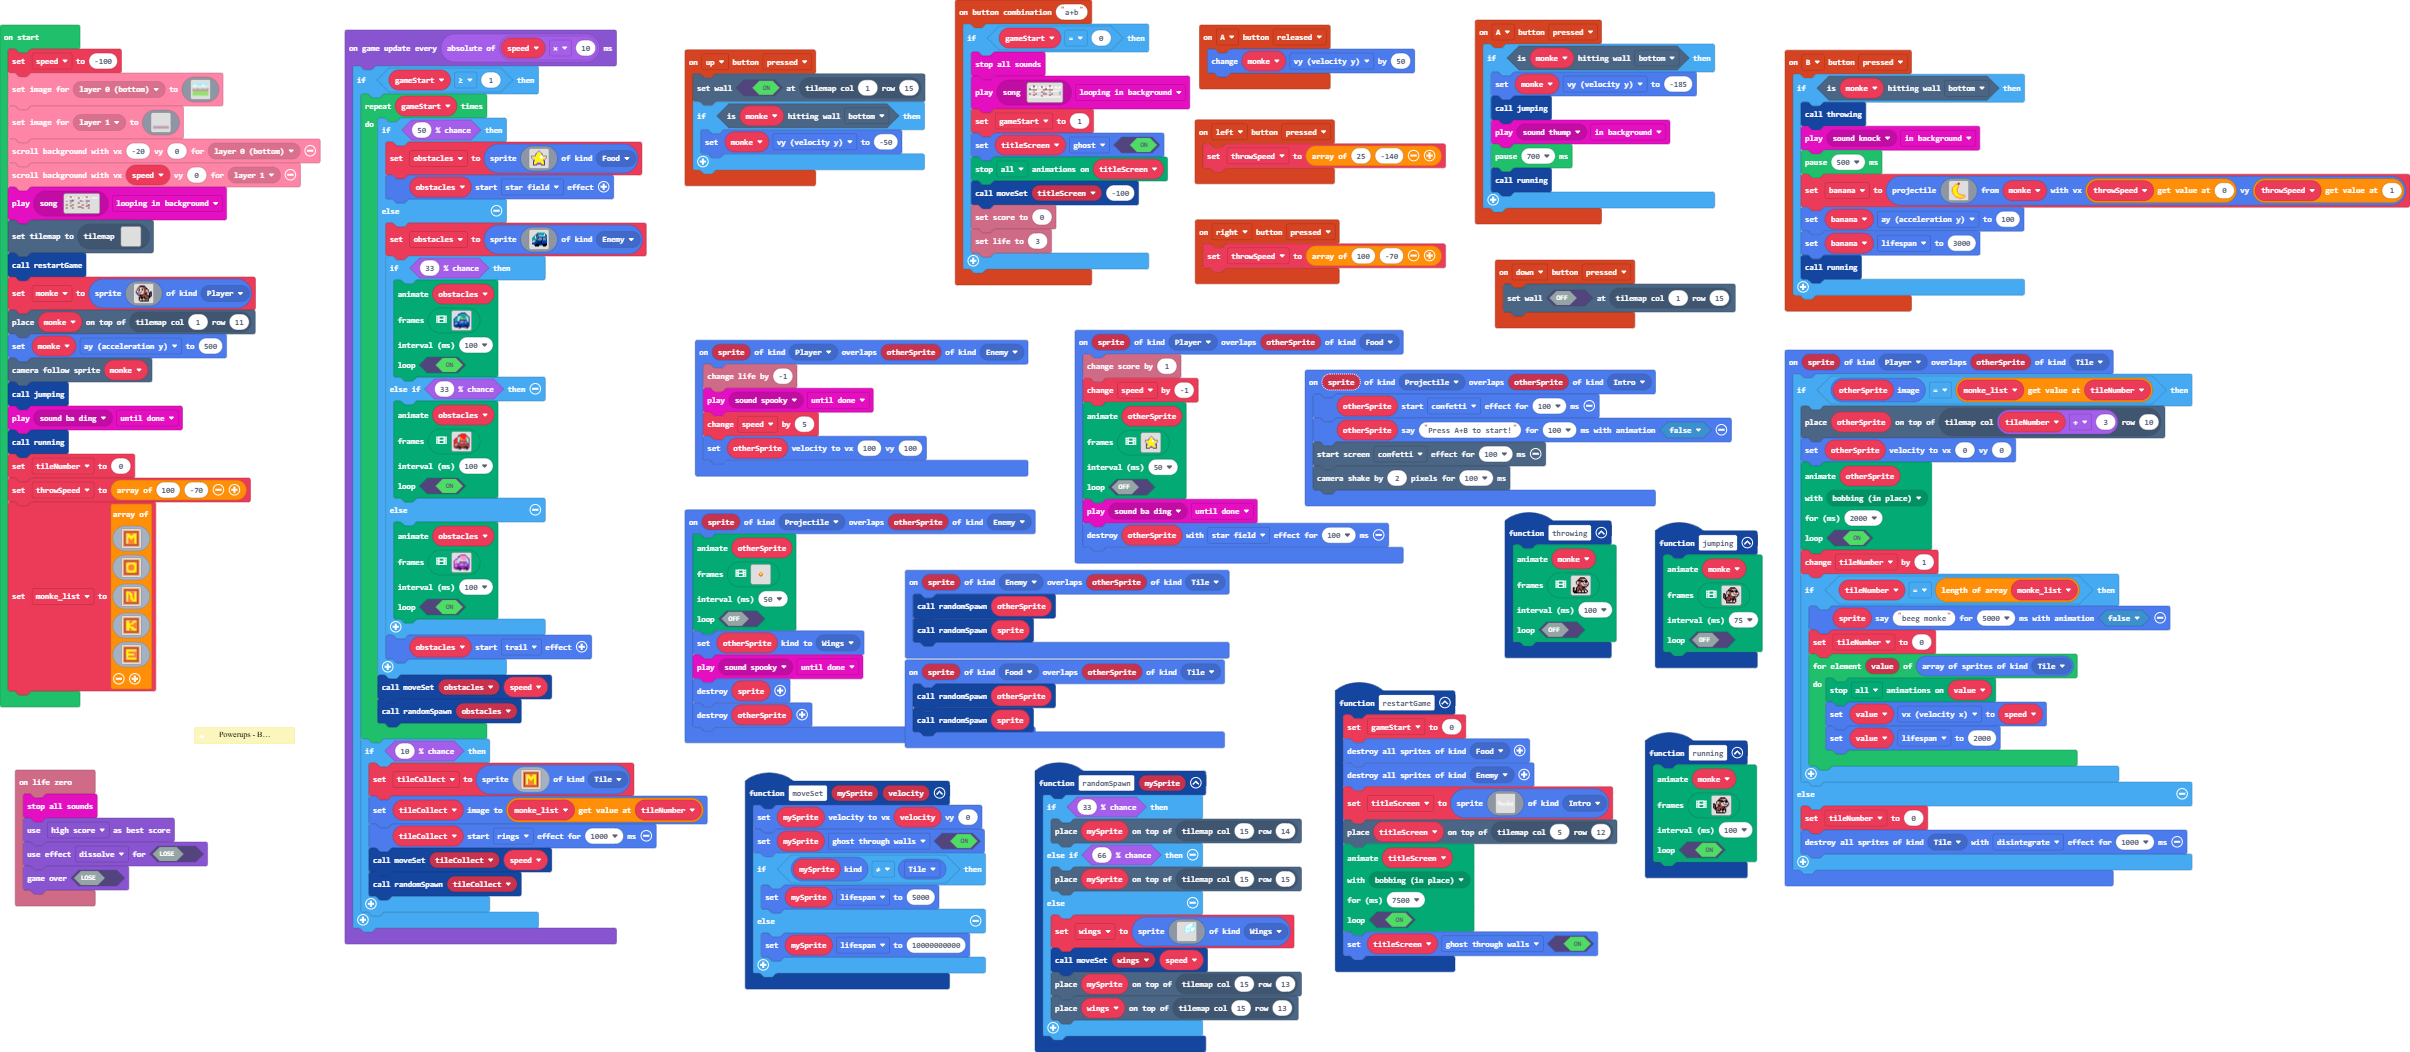 on start
set speed to -100
set image for layer 0 (bottom) to
set image for layer 1 to
scroll background with vx -20 vy 0 for layer 0 (bottom)
scroll background with vx speed vy 0 for layer 1
play song looping in background
set tilemap to tilemap
call restartGame
set monke to sprite of kind Player
place monke on top of tilemap col 1 row 11
set monke ay (acceleration y) to 500
camera follow sprite monke
call jumping
play sound ba ding until done
call running
set tileNumber to 0
set throwSpeed to array of 100 -70
set monke_list to array of
M
O
N
K
E
Powerups - B...
on life zero
stop all sounds
use high score as best score
use effect dissolve for LOSE
game over LOSE
on game update every absolute of speed × 10 ms
if gameStart ≥ 1 then
repeat gameStart times
do if 50 % chance then
set obstacles to sprite of kind Food
obstacles start star field effect
else
set obstacles to sprite of kind Enemy
if 33 % chance then
animate obstacles
frames
interval (ms) 100
loop ON
else if 33 % chance then
animate obstacles
frames
interval (ms) 100
loop ON
else
animate obstacles
frames
interval (ms) 100
loop ON
obstacles start trail effect
call moveSet obstacles speed
call randomSpawn obstacles
if 10 % chance then
set tileCollect to sprite M of kind Tile
set tileCollect image to monke_list get value at tileNumber
tileCollect start rings effect for 1000 ms
call moveSet tileCollect speed
call randomSpawn tileCollect
on up button pressed
set wall ON at tilemap col 1 row 15
if is monke hitting wall bottom then
set monke vy (velocity y) to -50
on button combination "a+b"
if gameStart = 0 then
stop all sounds
play song looping in background
set gameStart to 1
set titleScreen ghost ON
stop all animations on titleScreen
call moveSet titleScreen -100
set score to 0
set life to 3
on A button released
change monke vy (velocity y) by 50
on left button pressed
set throwSpeed to array of 25 -140
on right button pressed
set throwSpeed to array of 100 -70
on A button pressed
if is monke hitting wall bottom then
set monke vy (velocity y) to -185
call jumping
play sound thump in background
pause 700 ms
call running
on down button pressed
set wall OFF at tilemap col 1 row 15
on B button pressed
if is monke hitting wall bottom then
call throwing
play sound knock in background
pause 500 ms
set banana to projectile from monke with vx throwSpeed get value at 0 vy throwSpeed get value at 1
set banana ay (acceleration y) to 100
set banana lifespan to 3000
call running
on sprite of kind Player overlaps otherSprite of kind Enemy
change life by -1
play sound spooky until done
change speed by 5
set otherSprite velocity to vx 100 vy 100
on sprite of kind Player overlaps otherSprite of kind Food
change score by 1
change speed by -1
animate otherSprite
frames
interval (ms) 50
loop OFF
play sound ba ding until done
destroy otherSprite with star field effect for 100 ms
on sprite of kind Projectile overlaps otherSprite of kind Intro
otherSprite start confetti effect for 100 ms
otherSprite say "Press A+B to start!" for 100 ms with animation false
start screen confetti effect for 100 ms
camera shake by 2 pixels for 100 ms
on sprite of kind Projectile overlaps otherSprite of kind Enemy
animate otherSprite
frames
interval (ms) 50
loop OFF
set otherSprite kind to Wings
play sound spooky until done
destroy sprite
destroy otherSprite
on sprite of kind Enemy overlaps otherSprite of kind Tile
call randomSpawn otherSprite
call randomSpawn sprite
on sprite of kind Food overlaps otherSprite of kind Tile
call randomSpawn otherSprite
call randomSpawn sprite
function throwing
animate monke
frames
interval (ms) 100
loop OFF
function jumping
animate monke
frames
interval (ms) 75
loop OFF
function moveSet mySprite velocity
set mySprite velocity to vx velocity vy 0
set mySprite ghost through walls ON
if mySprite kind ≠ Tile then
set mySprite lifespan to 5000
else
set mySprite lifespan to 10000000000
function randomSpawn mySprite
if 33 % chance then
place mySprite on top of tilemap col 15 row 14
else if 66 % chance then
place mySprite on top of tilemap col 15 row 15
else
set wings to sprite of kind Wings
call moveSet wings speed
place mySprite on top of tilemap col 15 row 13
place wings on top of tilemap col 15 row 13
function restartGame
set gameStart to 0
destroy all sprites of kind Food
destroy all sprites of kind Enemy
set titleScreen to sprite of kind Intro
place titleScreen on top of tilemap col 5 row 12
animate titleScreen
with bobbing (in place)
for (ms) 7500
loop ON
set titleScreen ghost through walls ON
function running
animate monke
frames
interval (ms) 100
loop ON
on sprite of kind Player overlaps otherSprite of kind Tile
if otherSprite image = monke_list get value at tileNumber then
place otherSprite on top of tilemap col tileNumber + 3 row 10
set otherSprite velocity to vx 0 vy 0
animate otherSprite
with bobbing (in place)
for (ms) 2000
loop ON
change tileNumber by 1
if tileNumber = length of array monke_list then
sprite say "beeg monke" for 5000 ms with animation false
set tileNumber to 0
for element value of array of sprites of kind Tile
do stop all animations on value
set value vx (velocity x) to speed
set value lifespan to 2000
else
set tileNumber to 0
destroy all sprites of kind Tile with disintegrate effect for 1000 ms